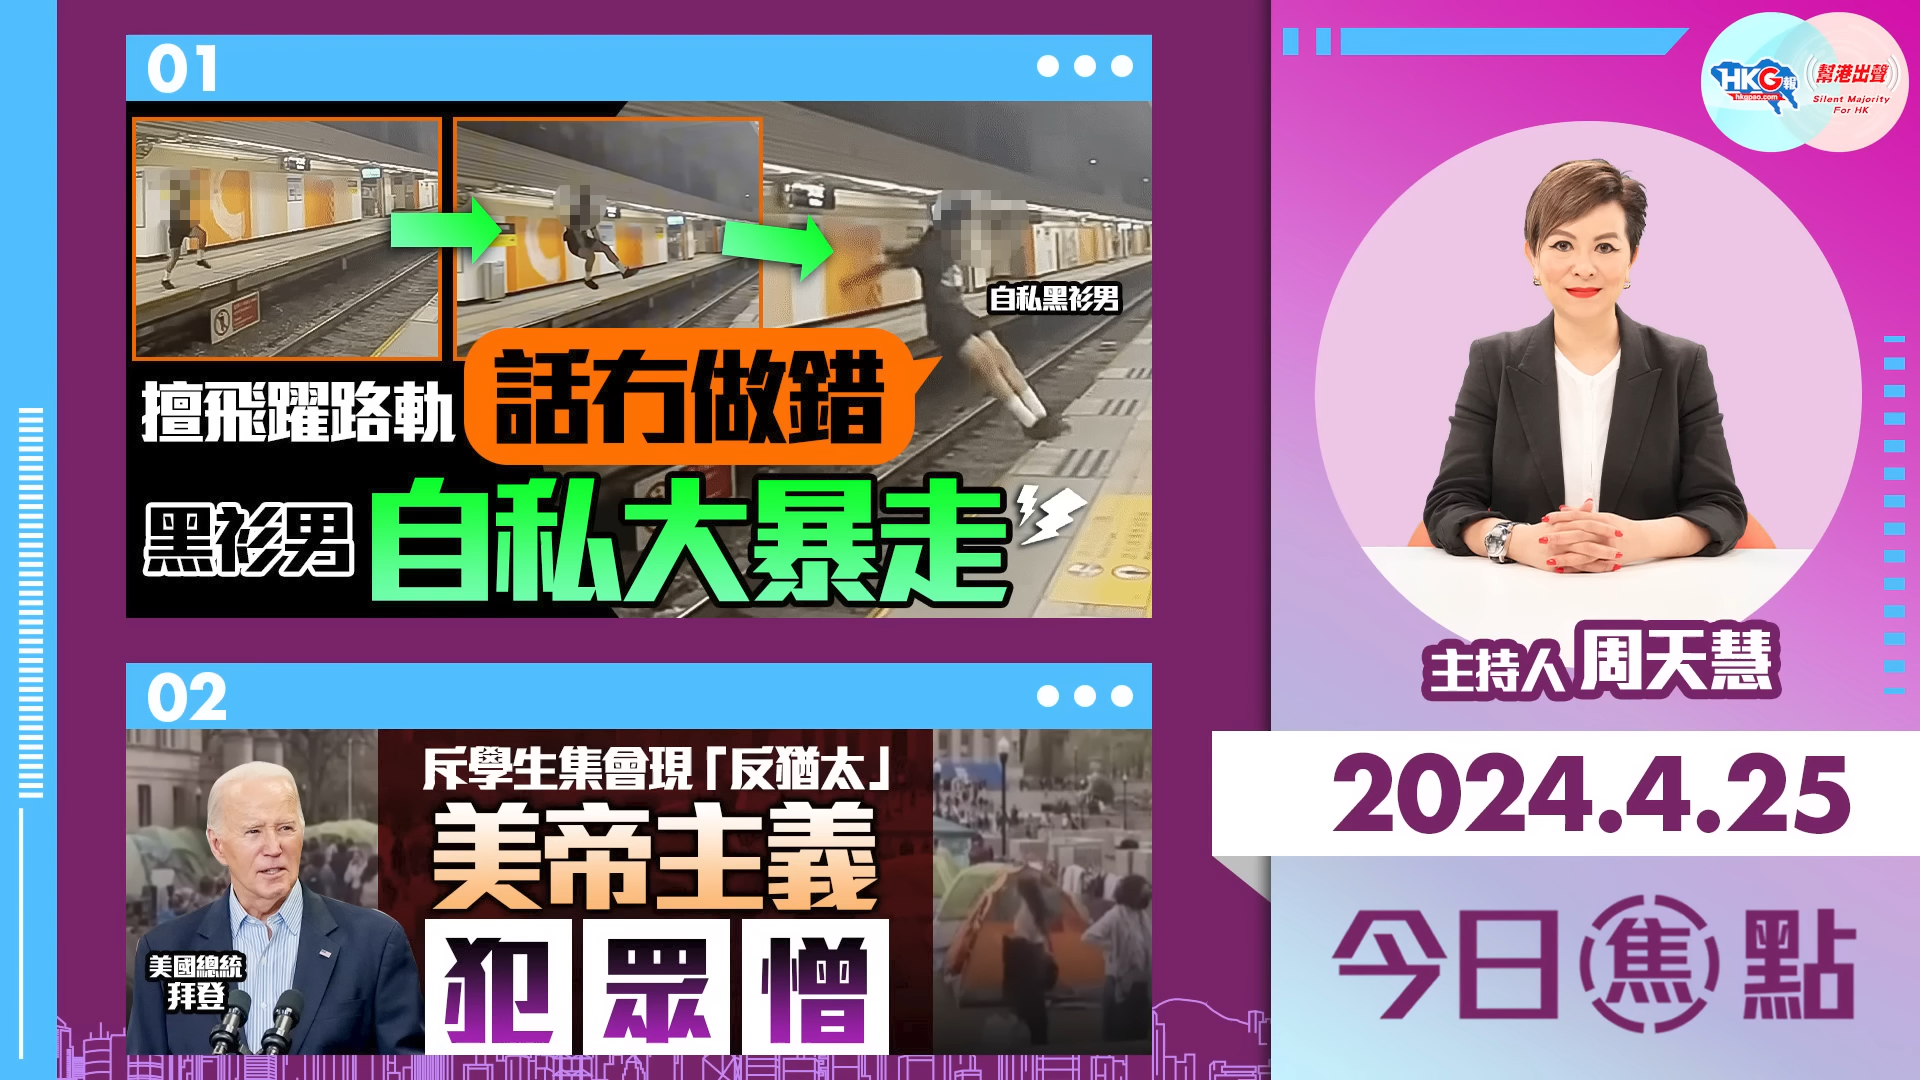 01
自私黑衫男
擅飛躍路軌
話冇做錯
黑衫男
自私大暴走
02
斥學生集會現「反猶太」
美帝主義
犯眾憎
美國總統
拜登
HKG報
hkgpao.com
幫港出聲
Silent Majority
For HK
主持人 周天慧
2024.4.25
今日焦點